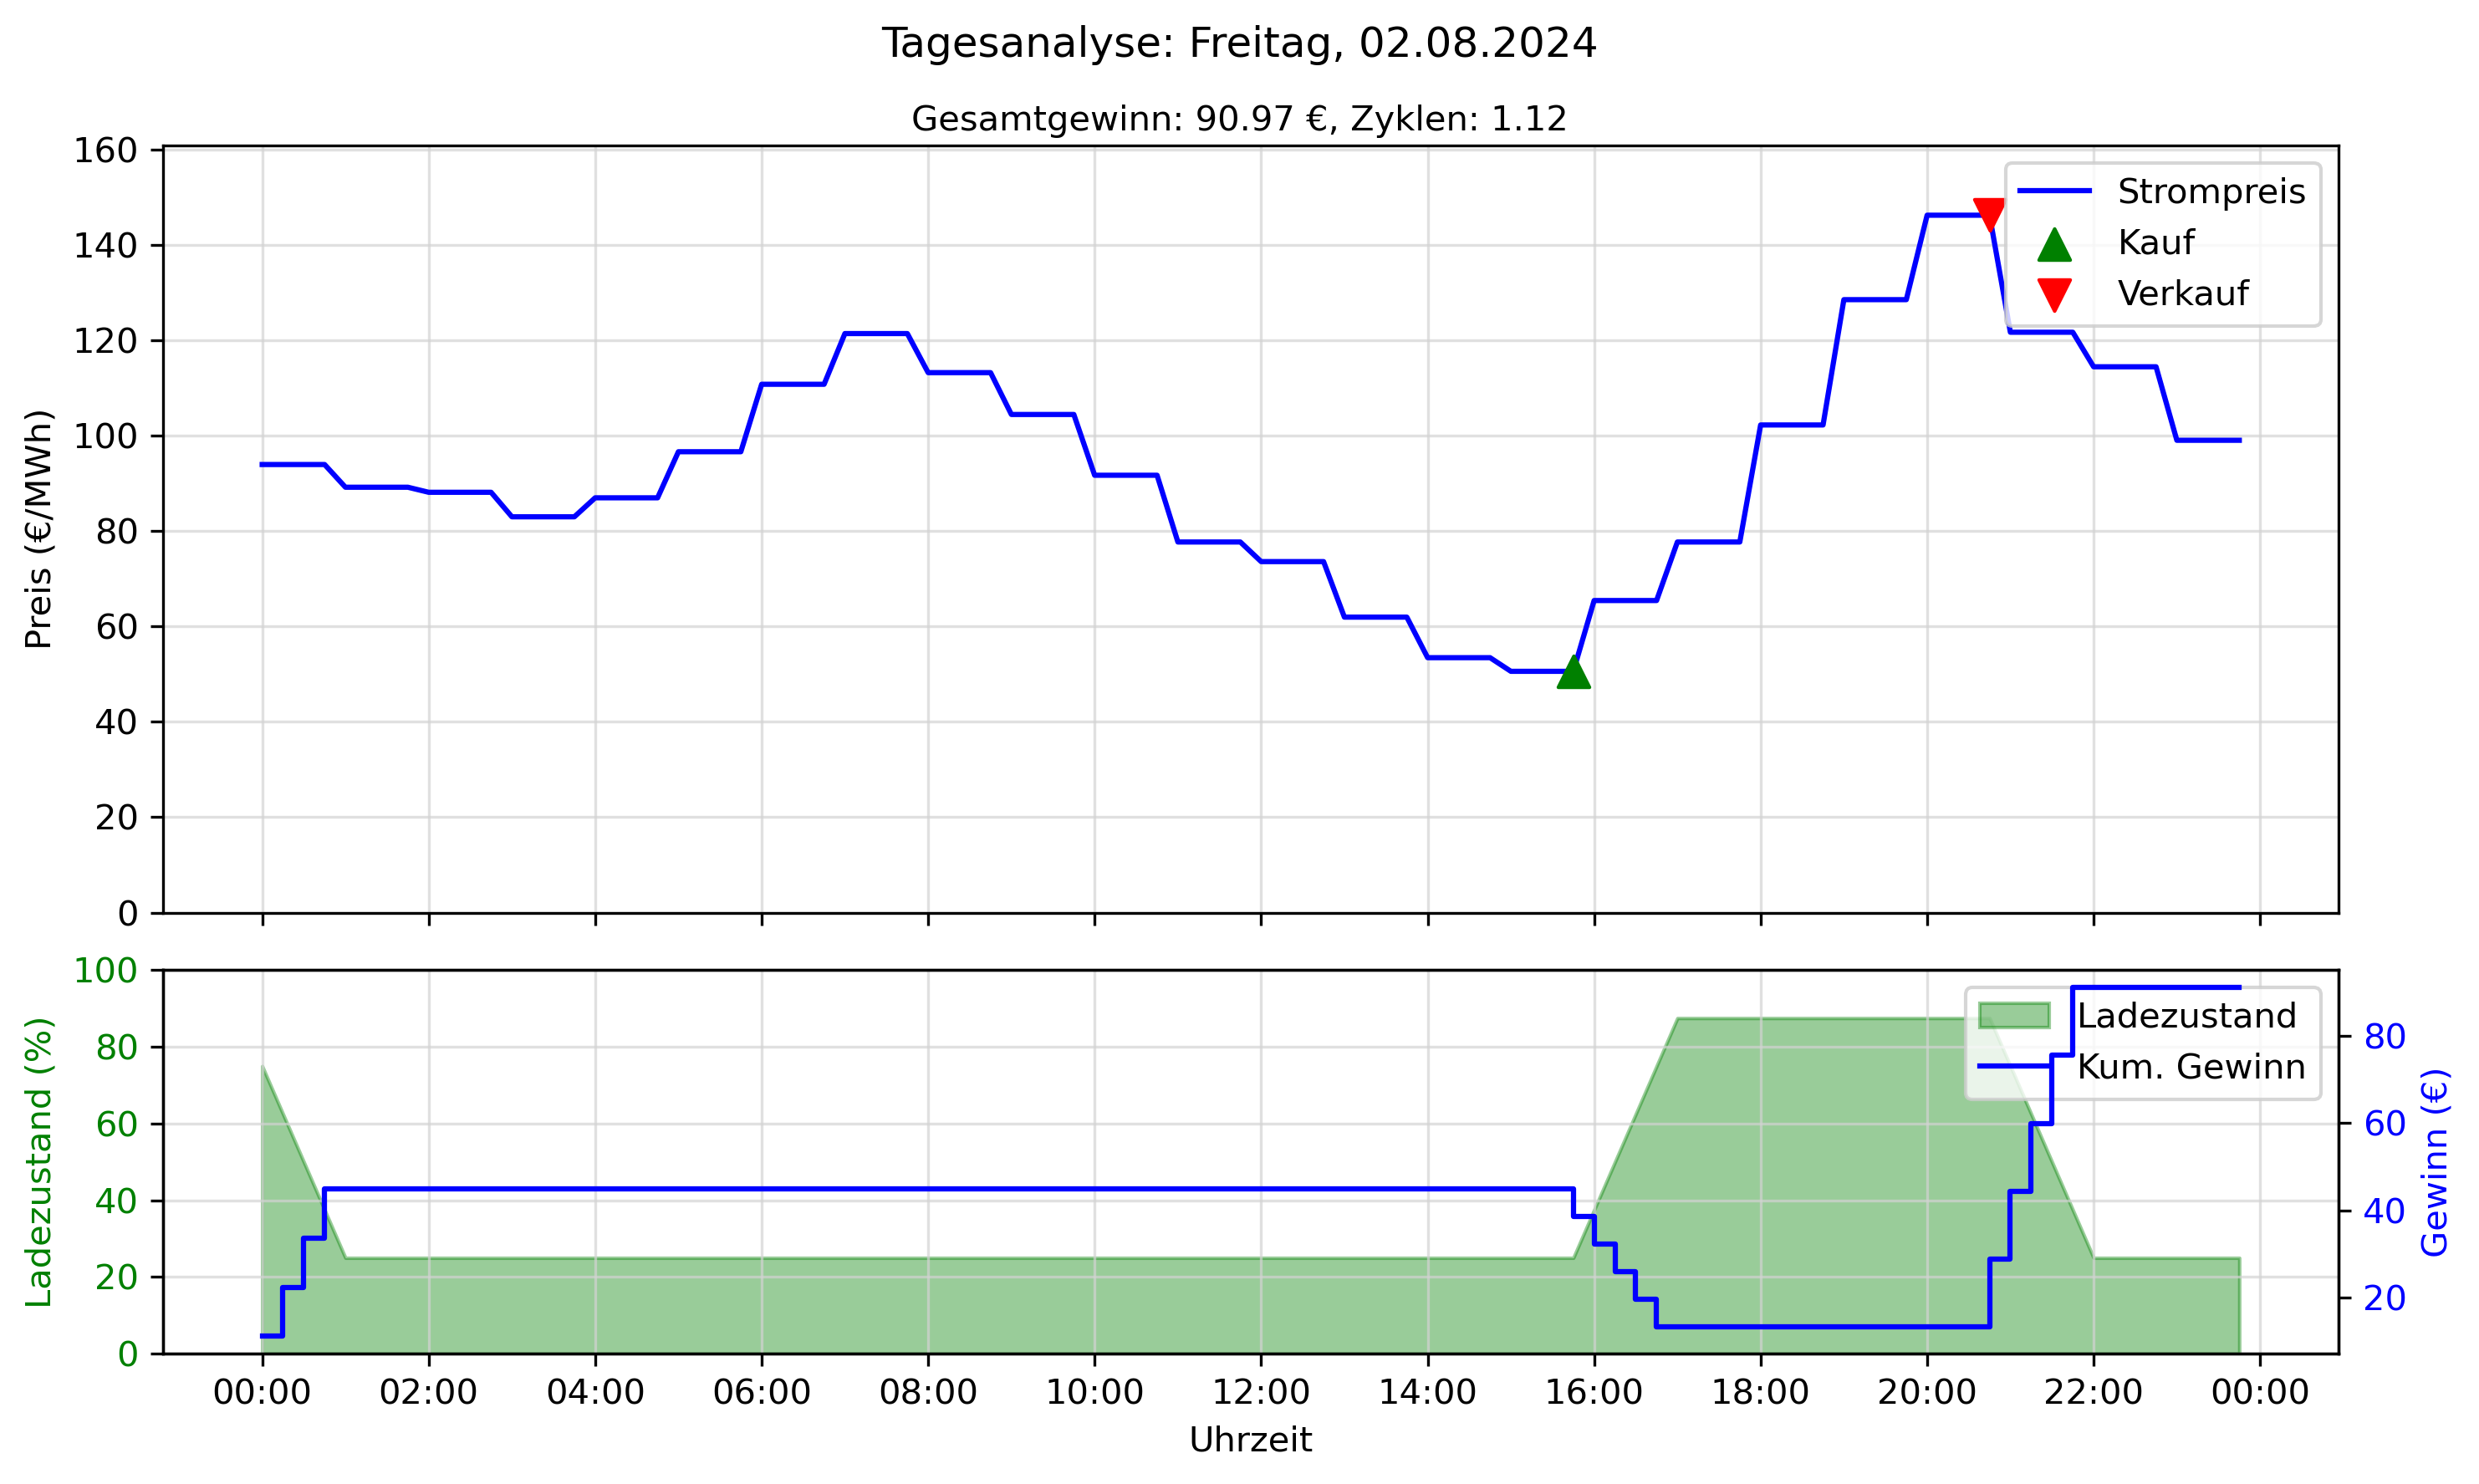 Tagesanalyse: Freitag, 02.08.2024
Gesamtgewinn: 90.97 €, Zyklen: 1.12
Preis (€/MWh)
160
140
120
100
80
60
40
20
0
Strompreis
Kauf
Verkauf
Ladezustand (%)
100
80
60
40
20
0
Ladezustand
Kum. Gewinn
80
60
40
20
Gewinn (€)
00:00 02:00 04:00 06:00 08:00 10:00 12:00 14:00 16:00 18:00 20:00 22:00 00:00
Uhrzeit